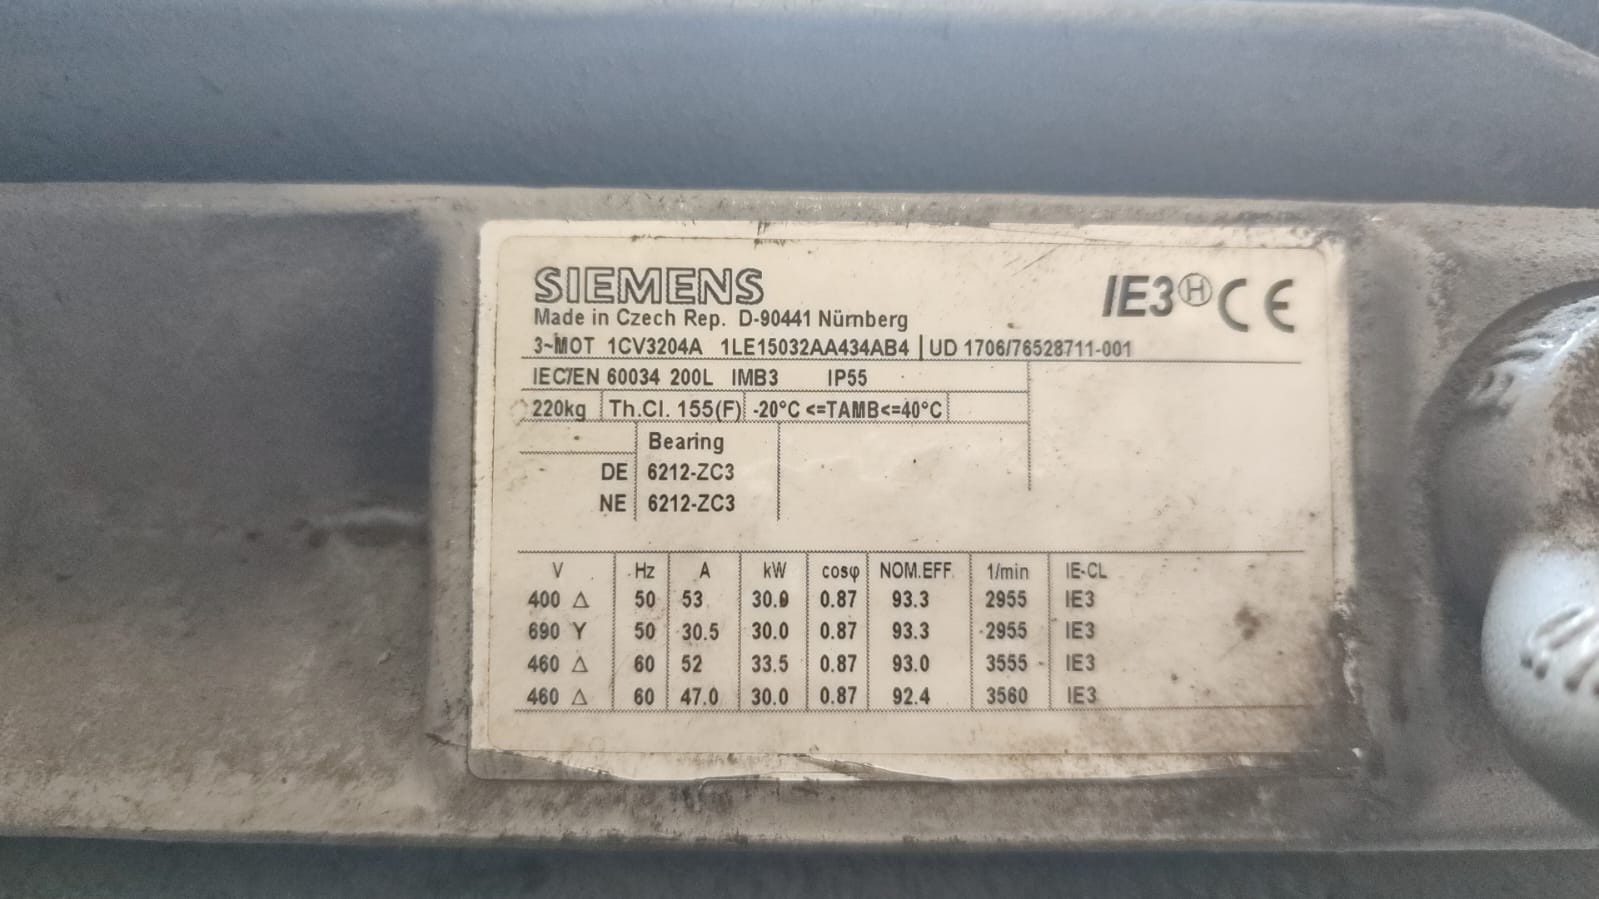 SIEMENS IE3 Ⓗ CE
Made in Czech Rep. D-90441 Nürnberg
3~MOT 1CV3204A 1LE15032AA434AB4 UD 1706/76528711-001
IEC/EN 60034 200L IMB3 IP55
220kg Th.Cl. 155(F) -20°C <=TAMB<=40°C
Bearing
DE 6212-ZC3
NE 6212-ZC3
V Hz A kW cosφ NOM.EFF 1/min IE-CL
400 Δ 50 53 30.0 0.87 93.3 2955 IE3
690 Y 50 30.5 30.0 0.87 93.3 2955 IE3
460 Δ 60 52 33.5 0.87 93.0 3555 IE3
460 Δ 60 47.0 30.0 0.87 92.4 3560 IE3